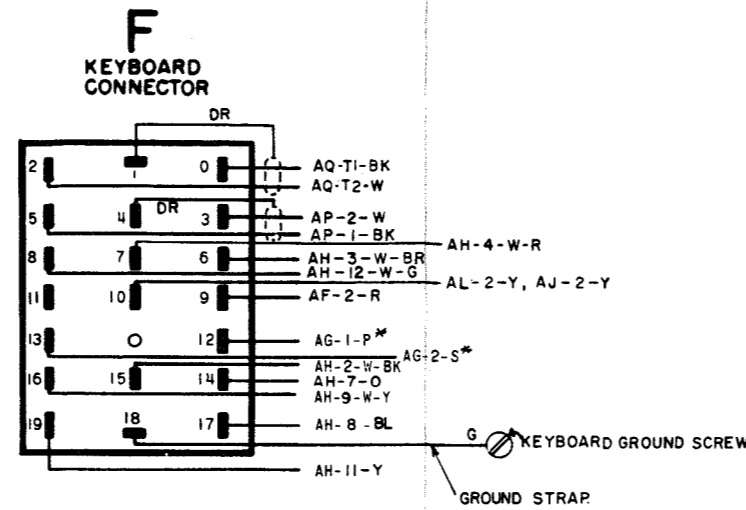 F
KEYBOARD
CONNECTOR
DR
2 1 0 AQ-T1-BK
AQ-T2-W
5 4 DR 3 AP-2-W
AP-1-BK
AH-4-W-R
8 7 6 AH-3-W-BR
AH-12-W-G
AL-2-Y, AJ-2-Y
11 10 9 AF-2-R
13 12 AG-1-P*
AG-2-S*
AH-2-W-BK
16 15 14 AH-7-O
AH-9-W-Y
19 18 17 AH-8-BL
G KEYBOARD GROUND SCREW
AH-11-Y
GROUND STRAP.